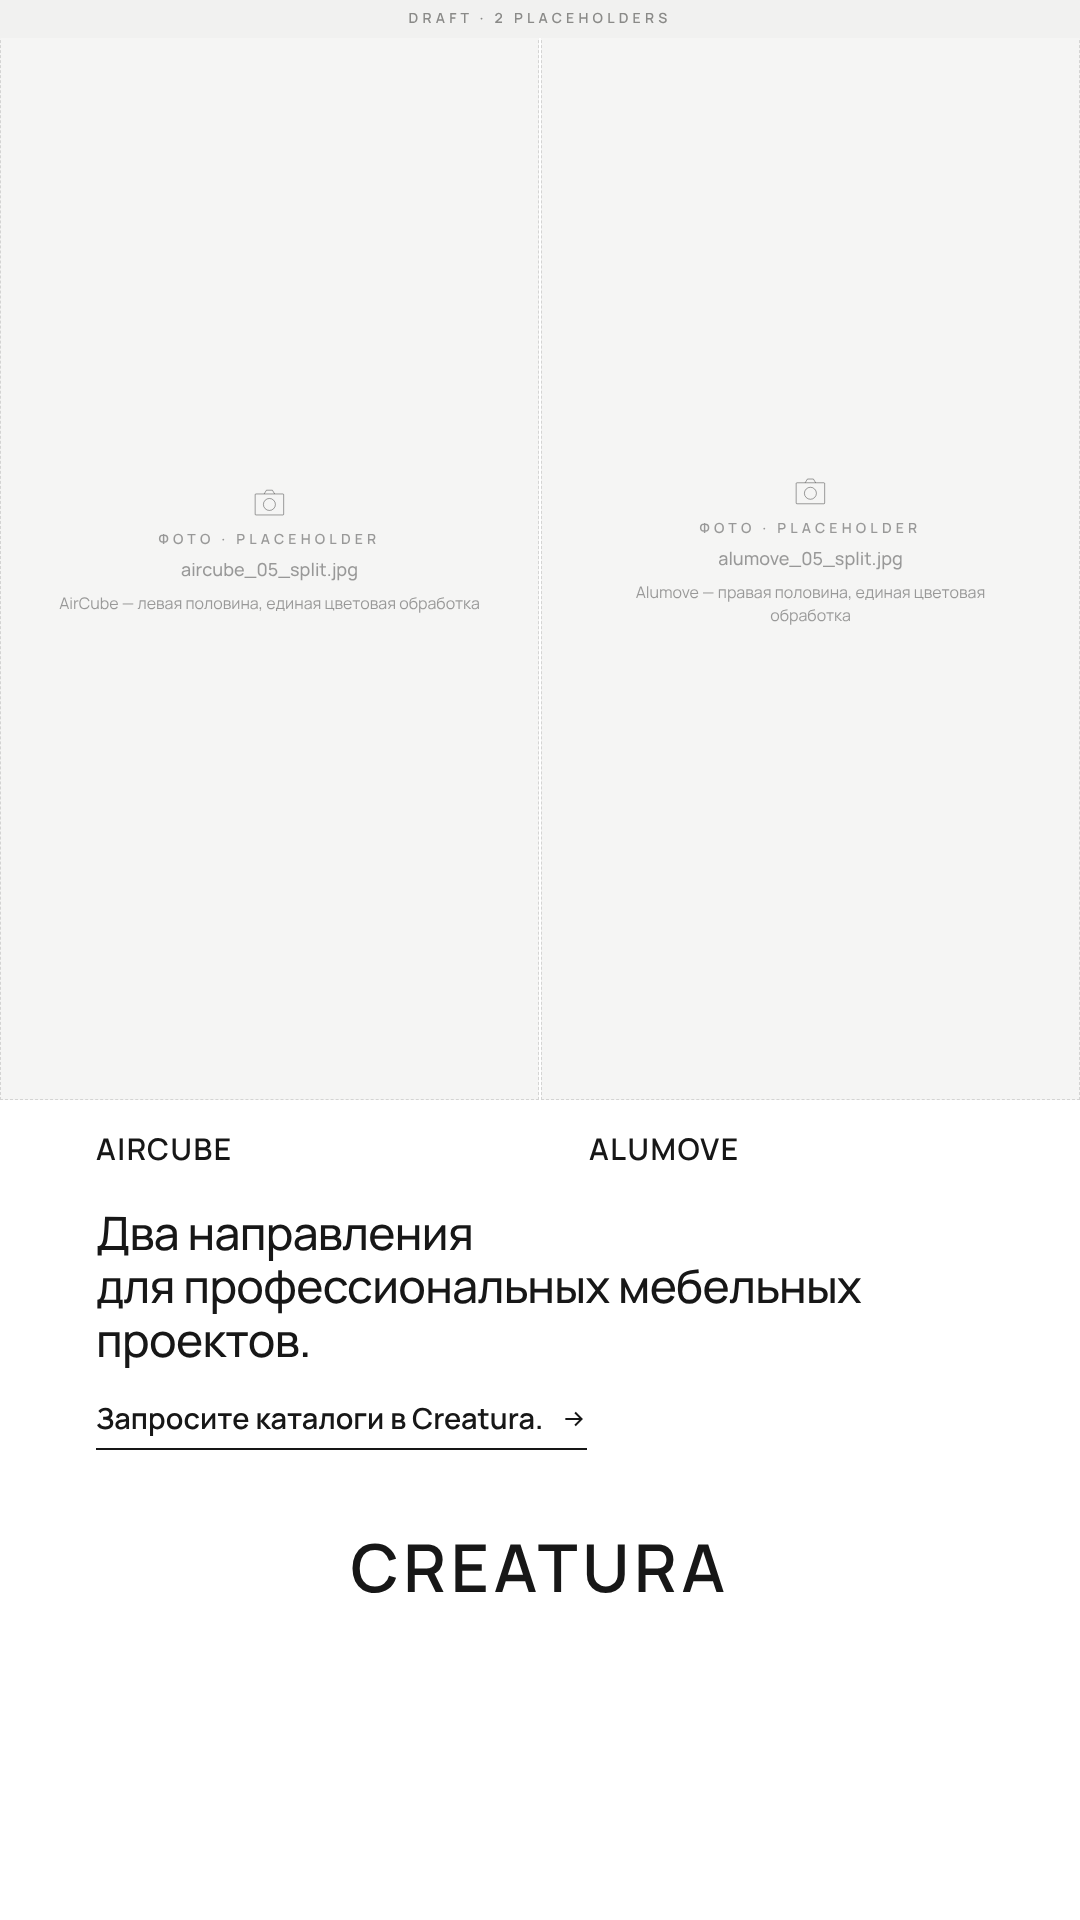 DRAFT · 2 PLACEHOLDERS
ФОТО · PLACEHOLDER
aircube_05_split.jpg
AirCube — левая половина, единая цветовая обработка
ФОТО · PLACEHOLDER
alumove_05_split.jpg
Alumove — правая половина, единая цветовая
обработка
AIRCUBE
ALUMOVE
Два направления
для профессиональных мебельных
проектов.
Запросите каталоги в Creatura. →
CREATURA